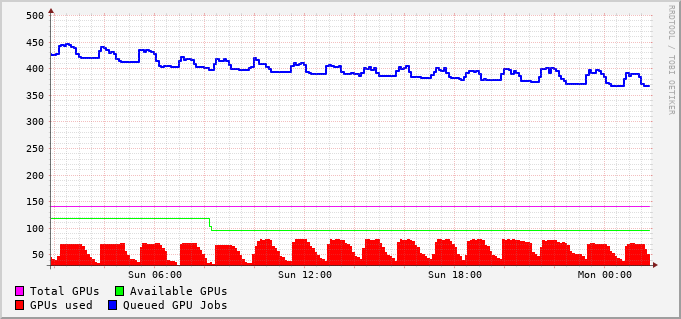 500
450
400
350
300
250
200
150
100
50
Sun 06:00 Sun 12:00 Sun 18:00 Mon 00:00
Total GPUs Available GPUs
GPUs used Queued GPU Jobs
RRDTOOL / TOBI OETIKER